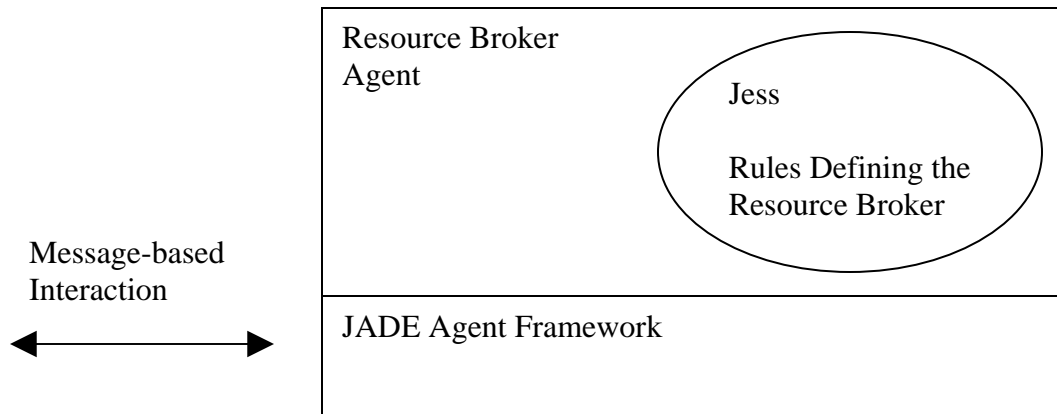 Resource Broker
Agent
Jess
Rules Defining the
Resource Broker
Message-based
Interaction
JADE Agent Framework